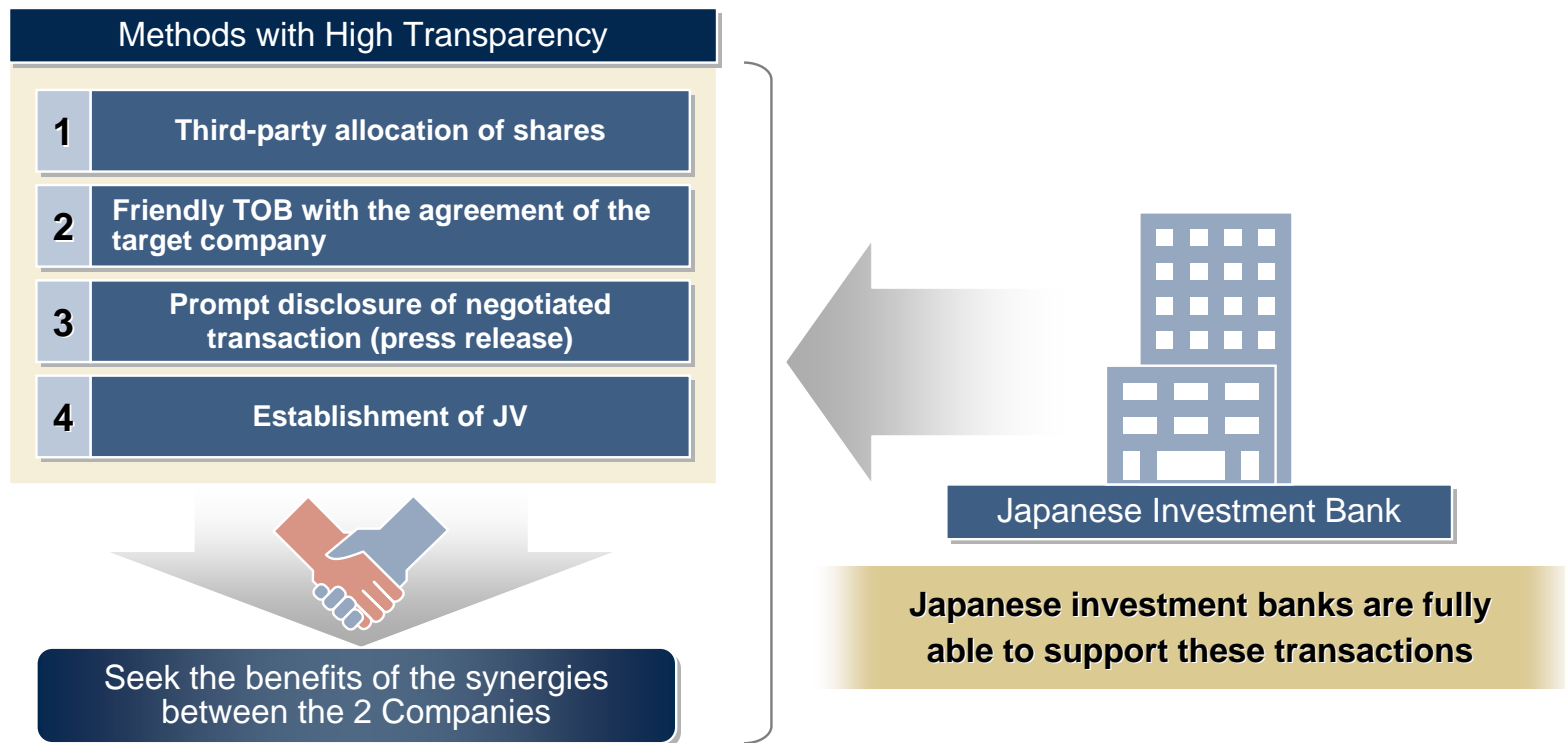 Methods with High Transparency
1
Third-party allocation of shares
2
Friendly TOB with the agreement of the
target company
3
Prompt disclosure of negotiated
transaction (press release)
4
Establishment of JV
Seek the benefits of the synergies
between the 2 Companies
Japanese Investment Bank
Japanese investment banks are fully
able to support these transactions